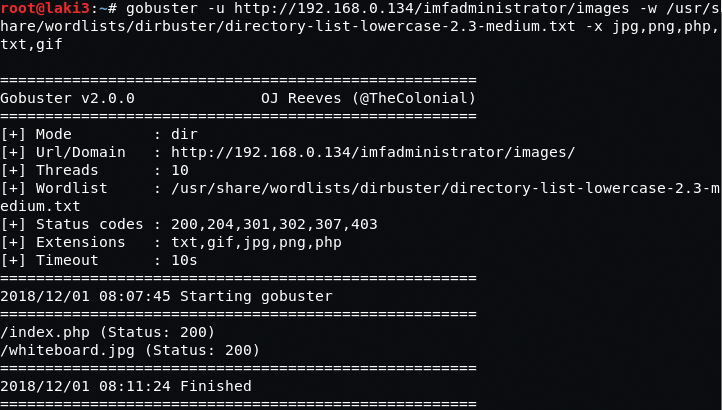 root@laki3:~# gobuster -u http://192.168.0.134/imfadministrator/images -w /usr/s
hare/wordlists/dirbuster/directory-list-lowercase-2.3-medium.txt -x jpg,png,php,
txt,gif
=====================================================
Gobuster v2.0.0              OJ Reeves (@TheColonial)
=====================================================
[+] Mode         : dir
[+] Url/Domain   : http://192.168.0.134/imfadministrator/images/
[+] Threads      : 10
[+] Wordlist     : /usr/share/wordlists/dirbuster/directory-list-lowercase-2.3-m
edium.txt
[+] Status codes : 200,204,301,302,307,403
[+] Extensions   : txt,gif,jpg,png,php
[+] Timeout      : 10s
=====================================================
2018/12/01 08:07:45 Starting gobuster
=====================================================
/index.php (Status: 200)
/whiteboard.jpg (Status: 200)
=====================================================
2018/12/01 08:11:24 Finished
=====================================================